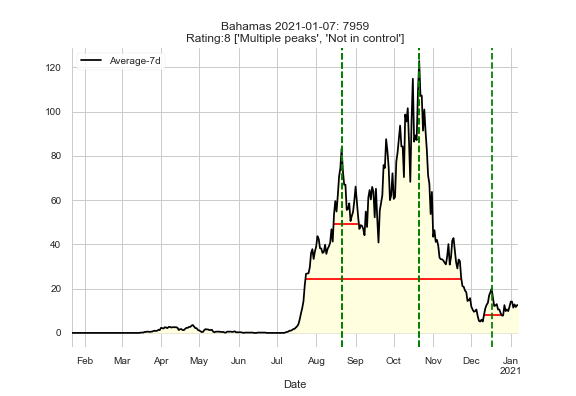 Bahamas 2021-01-07: 7959
Rating:8 ['Multiple peaks', 'Not in control']
Average-7d
120
100
80
60
40
20
0
Feb Mar Apr May Jun Jul Aug Sep Oct Nov Dec Jan
2021
Date